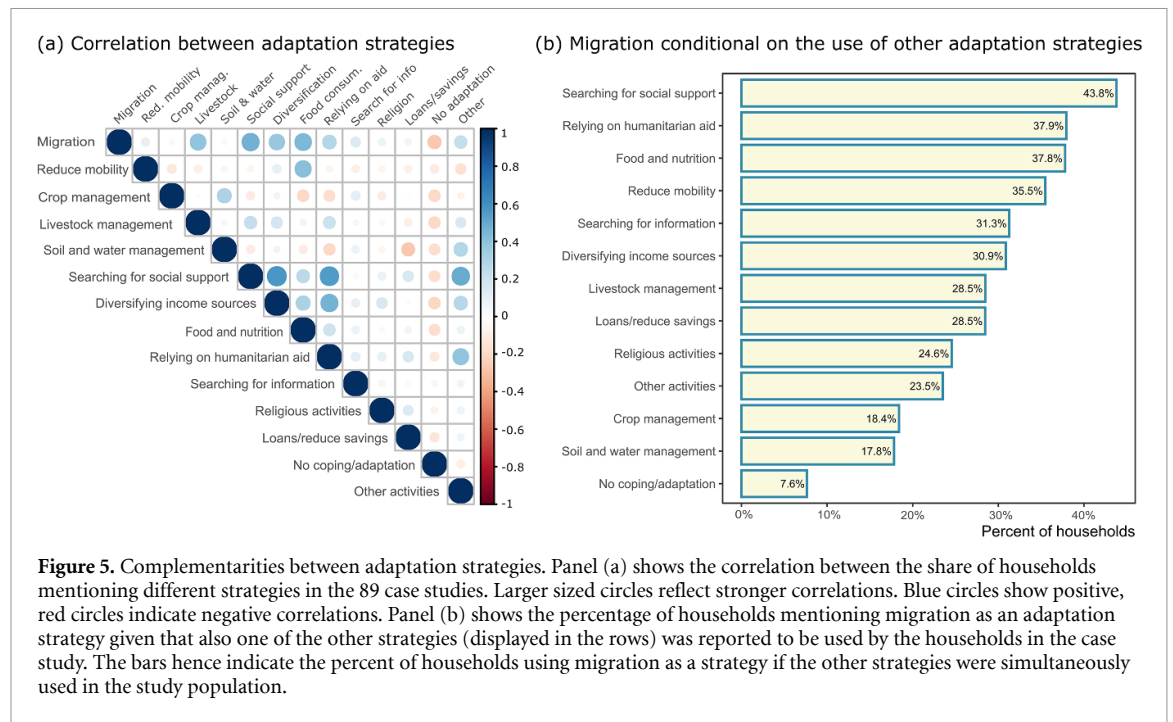 (a) Correlation between adaptation strategies
Migration
Red. mobility
Crop manag.
Livestock
Soil & water
Social support
Diversification
Food consum.
Relying on aid
Search for info
Religion
Loans/savings
No adaptation
Other
Migration
Reduce mobility
Crop management
Livestock management
Soil and water management
Searching for social support
Diversifying income sources
Food and nutrition
Relying on humanitarian aid
Searching for information
Religious activities
Loans/reduce savings
No coping/adaptation
Other activities
1
0.8
0.6
0.4
0.2
0
-0.2
-0.4
-0.6
-0.8
-1
(b) Migration conditional on the use of other adaptation strategies
Searching for social support 43.8%
Relying on humanitarian aid 37.9%
Food and nutrition 37.8%
Reduce mobility 35.5%
Searching for information 31.3%
Diversifying income sources 30.9%
Livestock management 28.5%
Loans/reduce savings 28.5%
Religious activities 24.6%
Other activities 23.5%
Crop management 18.4%
Soil and water management 17.8%
No coping/adaptation 7.6%
0% 10% 20% 30% 40%
Percent of households
Figure 5. Complementarities between adaptation strategies. Panel (a) shows the correlation between the share of households
mentioning different strategies in the 89 case studies. Larger sized circles reflect stronger correlations. Blue circles show positive,
red circles indicate negative correlations. Panel (b) shows the percentage of households mentioning migration as an adaptation
strategy given that also one of the other strategies (displayed in the rows) was reported to be used by the households in the case
study. The bars hence indicate the percent of households using migration as a strategy if the other strategies were simultaneously
used in the study population.